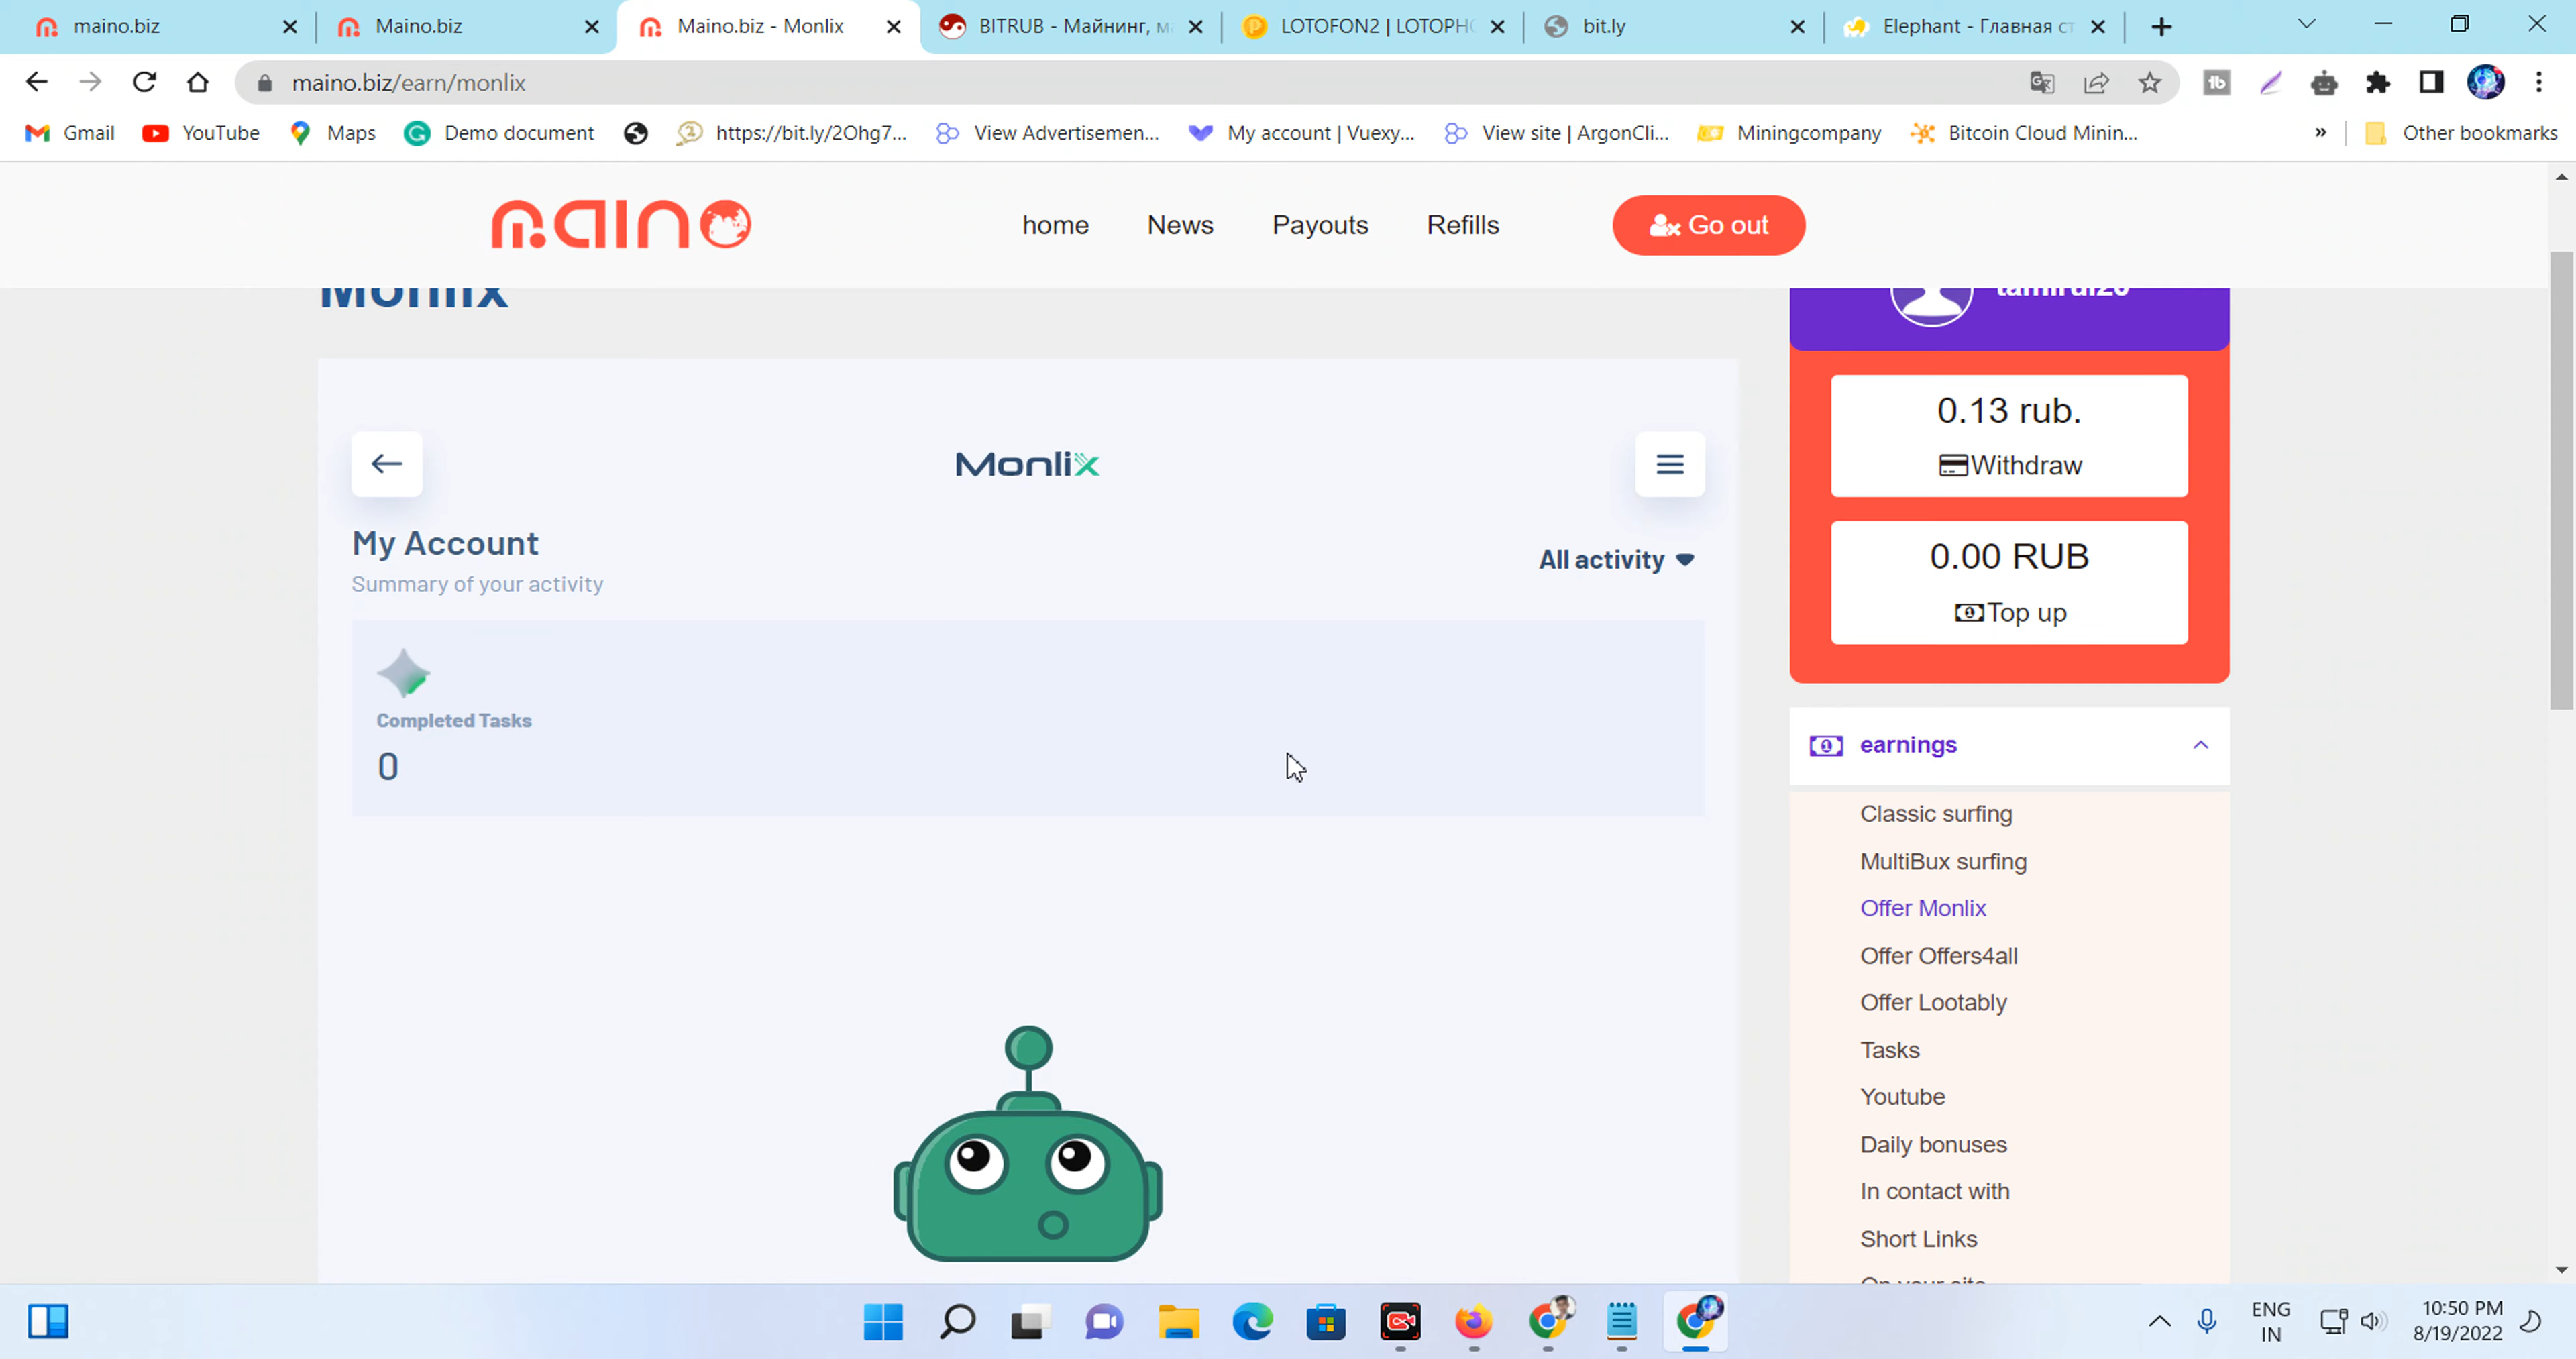 maino.biz
Maino.biz
Maino.biz - Monlix
BITRUB - Майнинг, м
LOTOFON2 | LOTOPH
bit.ly
Elephant - Главная ст
maino.biz/earn/monlix
Gmail
YouTube
Maps
Demo document
https://bit.ly/2Ohg7...
View Advertisemen...
My account | Vuexy...
View site | ArgonCli...
Miningcompany
Bitcoin Cloud Minin...
»
Other bookmarks
maino
home
News
Payouts
Refills
Go out
Monlix
0.13 rub.
Withdraw
0.00 RUB
Top up
Monlix
My Account
Summary of your activity
All activity
Completed Tasks
0
earnings
Classic surfing
MultiBux surfing
Offer Monlix
Offer Offers4all
Offer Lootably
Tasks
Youtube
Daily bonuses
In contact with
Short Links
On your site
ENG
IN
10:50 PM
8/19/2022